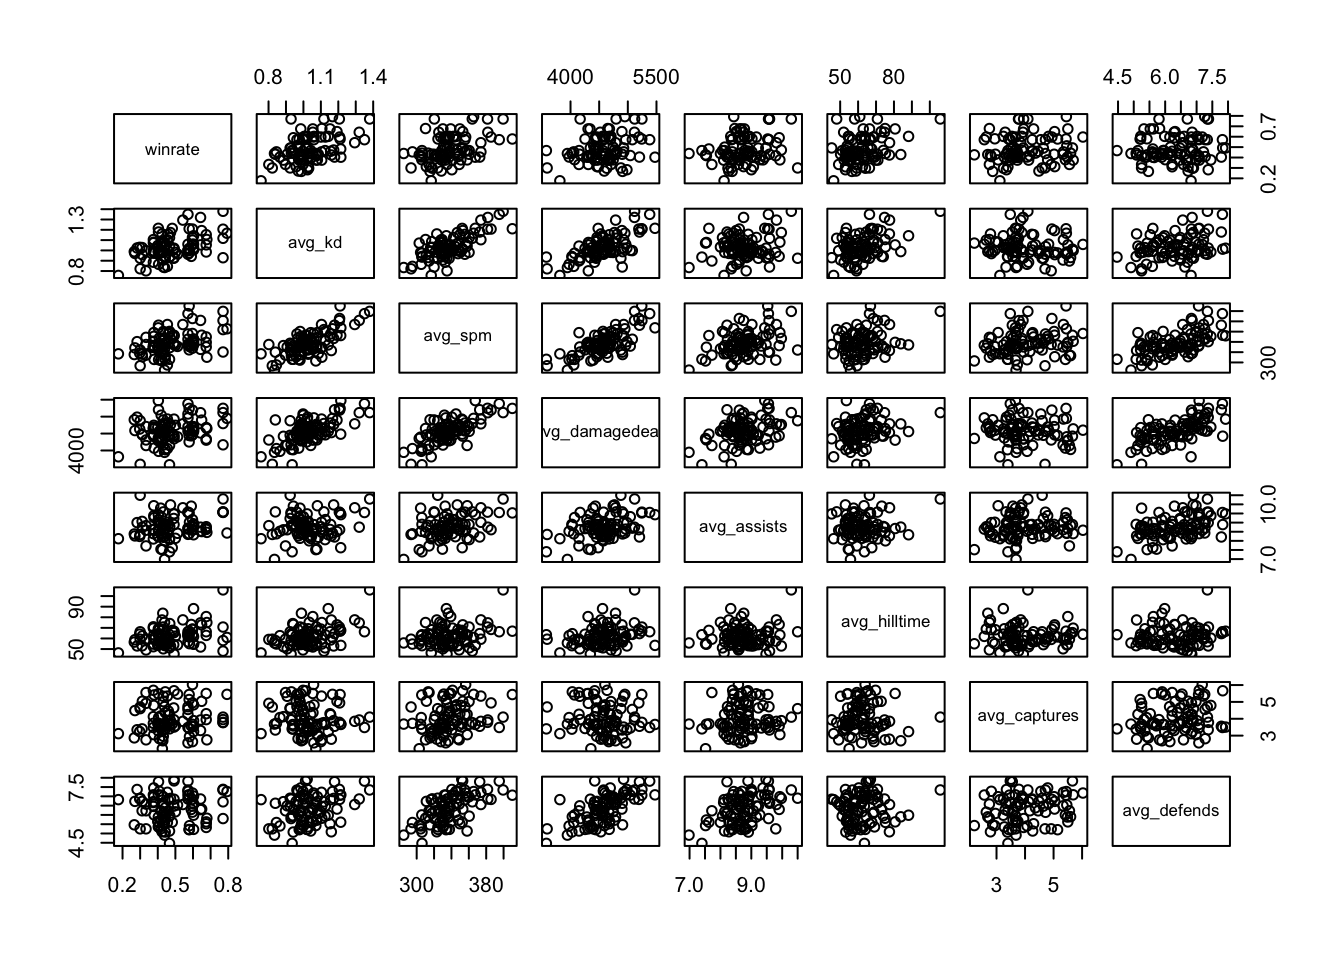 0.8 1.1 1.4 4000 5500 50 80 4.5 6.0 7.5
winrate 0.2 0.7
0.8 1.3 avg_kd
avg_spm 300
4000 vg_damagedea
avg_assists 7.0 10.0
50 90 avg_hilltime
avg_captures 3 5
4.5 7.5 avg_defends
0.2 0.5 0.8 300 380 7.0 9.0 3 5